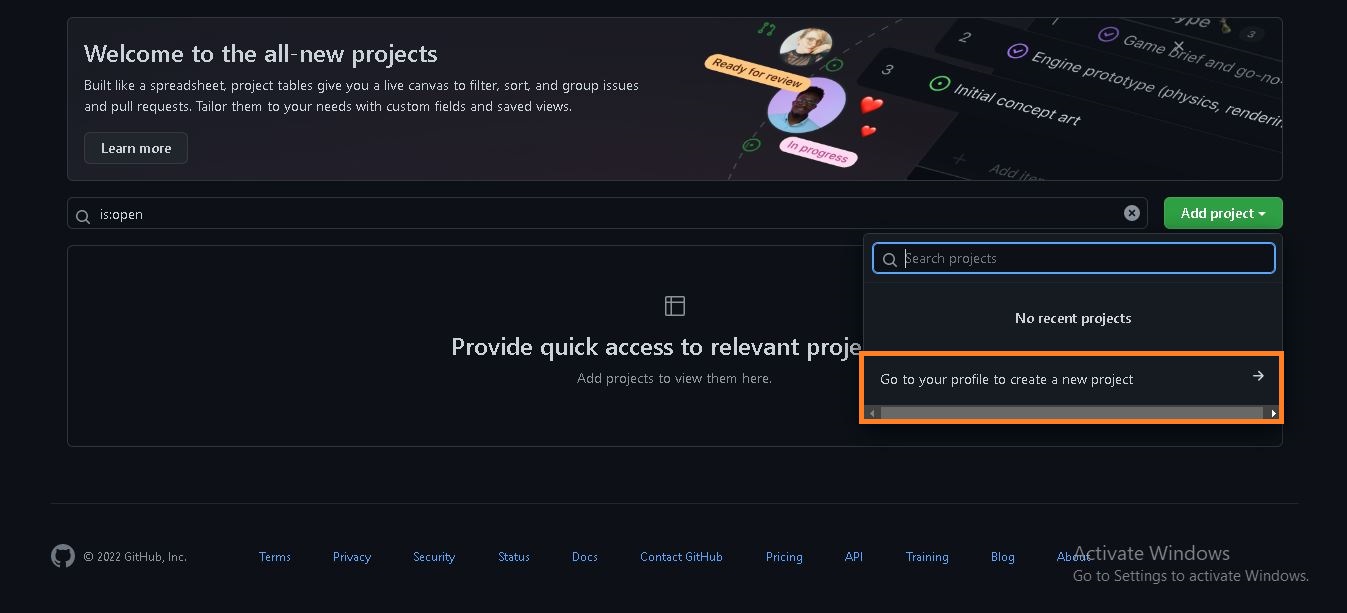 Welcome to the all-new projects
Built like a spreadsheet, project tables give you a live canvas to filter, sort, and group issues
and pull requests. Tailor them to your needs with custom fields and saved views.
Learn more
Ready for review
In progress
3
Game brief and go-no-
2
Engine prototype (physics, renderin
3
Initial concept art
Add ite
is:open
Add project
Search projects
No recent projects
Provide quick access to relevant proje
Add projects to view them here.
Go to your profile to create a new project
© 2022 GitHub, Inc.
Terms
Privacy
Security
Status
Docs
Contact GitHub
Pricing
API
Training
Blog
About
Activate Windows
Go to Settings to activate Windows.